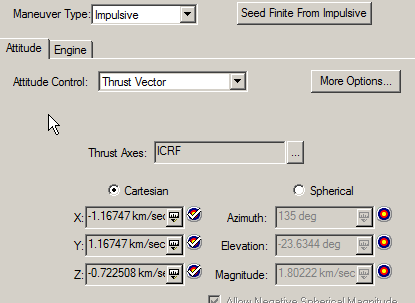 Maneuver Type: Impulsive Seed Finite From Impulsive
Attitude Engine
Attitude Control: Thrust Vector More Options...
Thrust Axes: ICRF ...
Cartesian Spherical
X: -1.16747 km/sec Azimuth: 135 deg
Y: 1.16747 km/sec Elevation: -23.6344 deg
Z: -0.722508 km/se Magnitude: 1.80222 km/sec
Allow Negative Spherical Magnitude